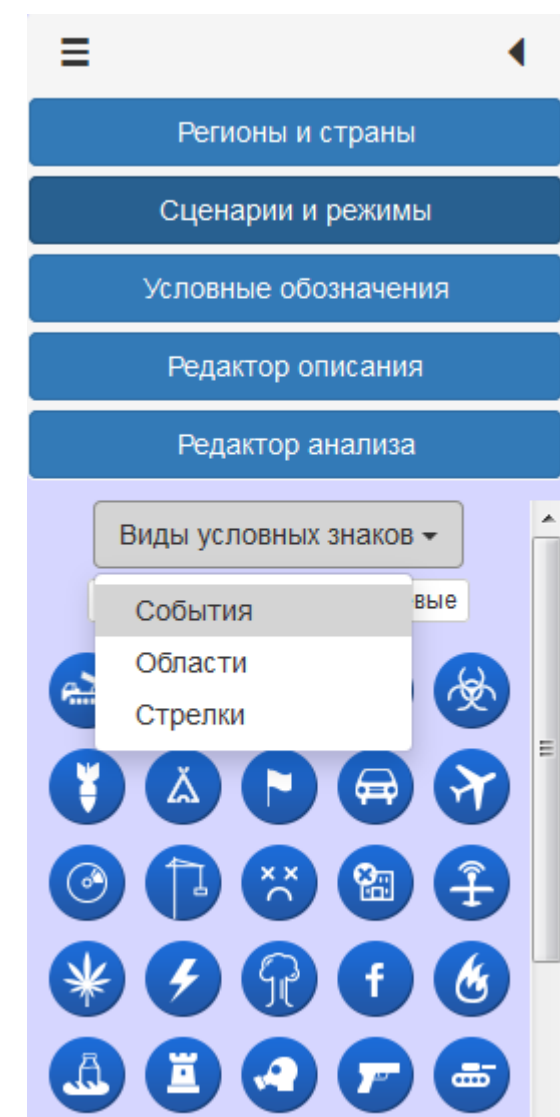 Регионы и страны
Сценарии и режимы
Условные обозначения
Редактор описания
Редактор анализа
Виды условных знаков
События
Области
Стрелки